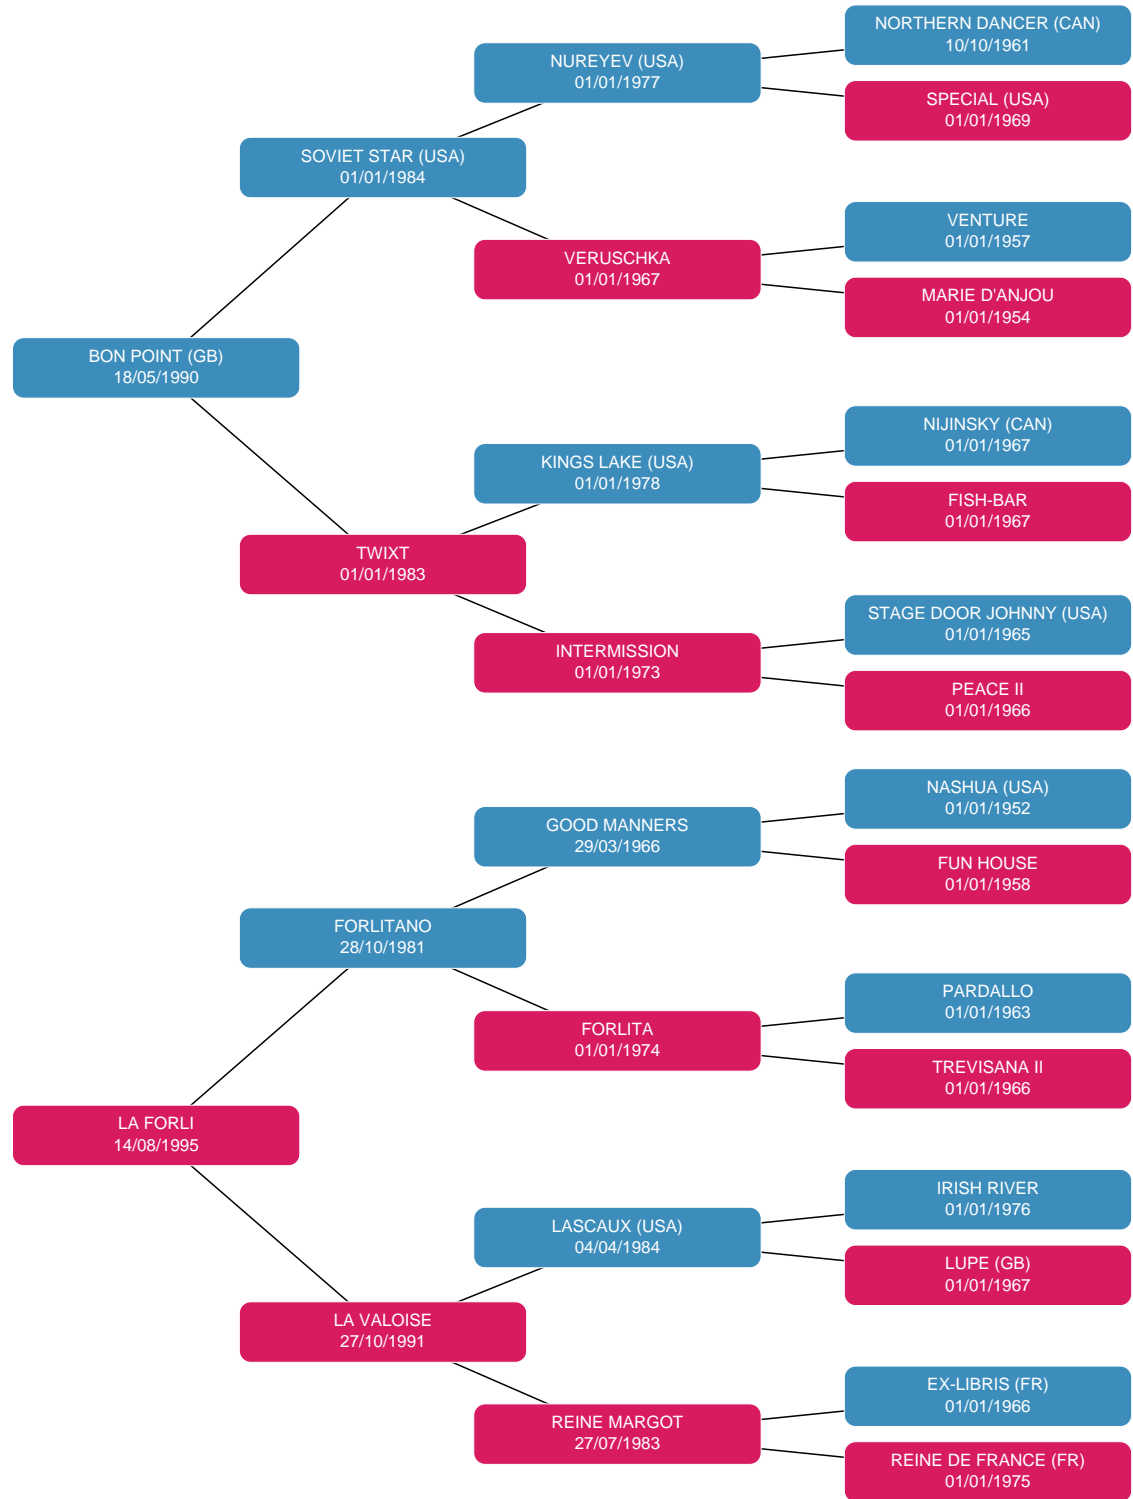 NORTHERN DANCER (CAN)
10/10/1961
NUREYEV (USA)
01/01/1977
SPECIAL (USA)
01/01/1969
SOVIET STAR (USA)
01/01/1984
VENTURE
01/01/1957
VERUSCHKA
01/01/1967
MARIE D'ANJOU
01/01/1954
BON POINT (GB)
18/05/1990
NIJINSKY (CAN)
01/01/1967
KINGS LAKE (USA)
01/01/1978
FISH-BAR
01/01/1967
TWIXT
01/01/1983
STAGE DOOR JOHNNY (USA)
01/01/1965
INTERMISSION
01/01/1973
PEACE II
01/01/1966
NASHUA (USA)
01/01/1952
GOOD MANNERS
29/03/1966
FUN HOUSE
01/01/1958
FORLITANO
28/10/1981
PARDALLO
01/01/1963
FORLITA
01/01/1974
TREVISANA II
01/01/1966
LA FORLI
14/08/1995
IRISH RIVER
01/01/1976
LASCAUX (USA)
04/04/1984
LUPE (GB)
01/01/1967
LA VALOISE
27/10/1991
EX-LIBRIS (FR)
01/01/1966
REINE MARGOT
27/07/1983
REINE DE FRANCE (FR)
01/01/1975